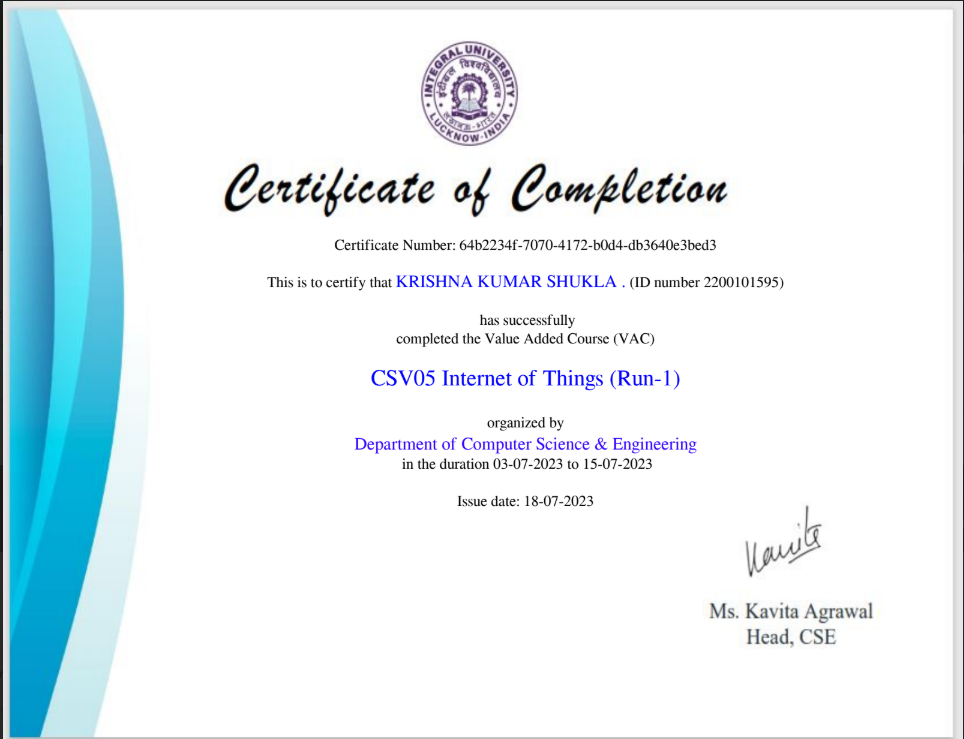 INTEGRAL UNIVERSITY
इंटीग्रल विश्वविद्यालय
लखनऊ-भारत
LUCKNOW-INDIA
Certificate of Completion
Certificate Number: 64b2234f-7070-4172-b0d4-db3640e3bed3
This is to certify that KRISHNA KUMAR SHUKLA . (ID number 2200101595)
has successfully
completed the Value Added Course (VAC)
CSV05 Internet of Things (Run-1)
organized by
Department of Computer Science & Engineering
in the duration 03-07-2023 to 15-07-2023
Issue date: 18-07-2023
Kavita
Ms. Kavita Agrawal
Head, CSE